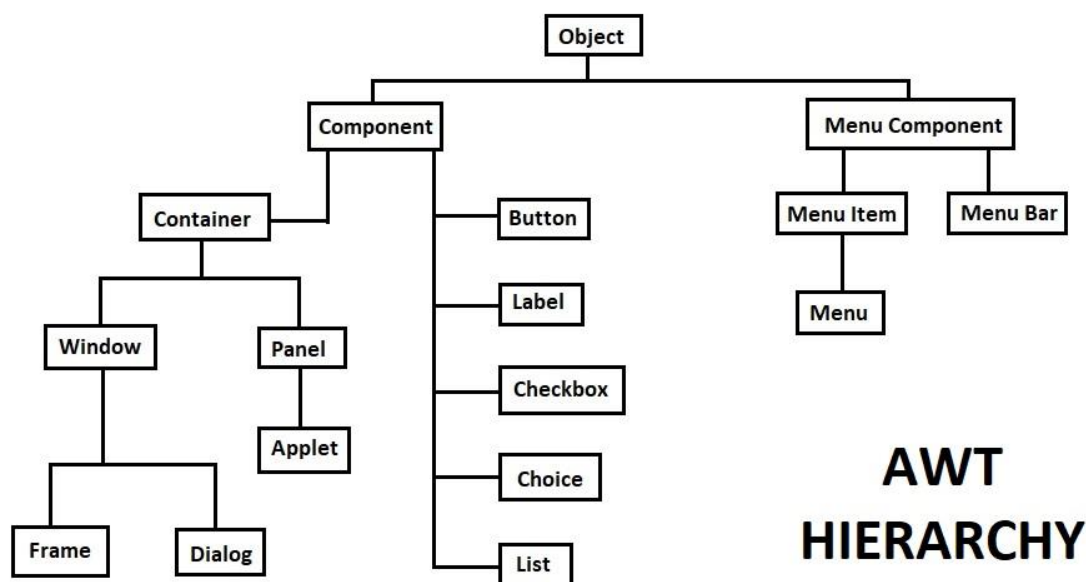 Object
Component
Menu Component
Container
Button
Menu Item
Menu Bar
Label
Menu
Window
Panel
Checkbox
Applet
Choice
AWT
HIERARCHY
Frame
Dialog
List